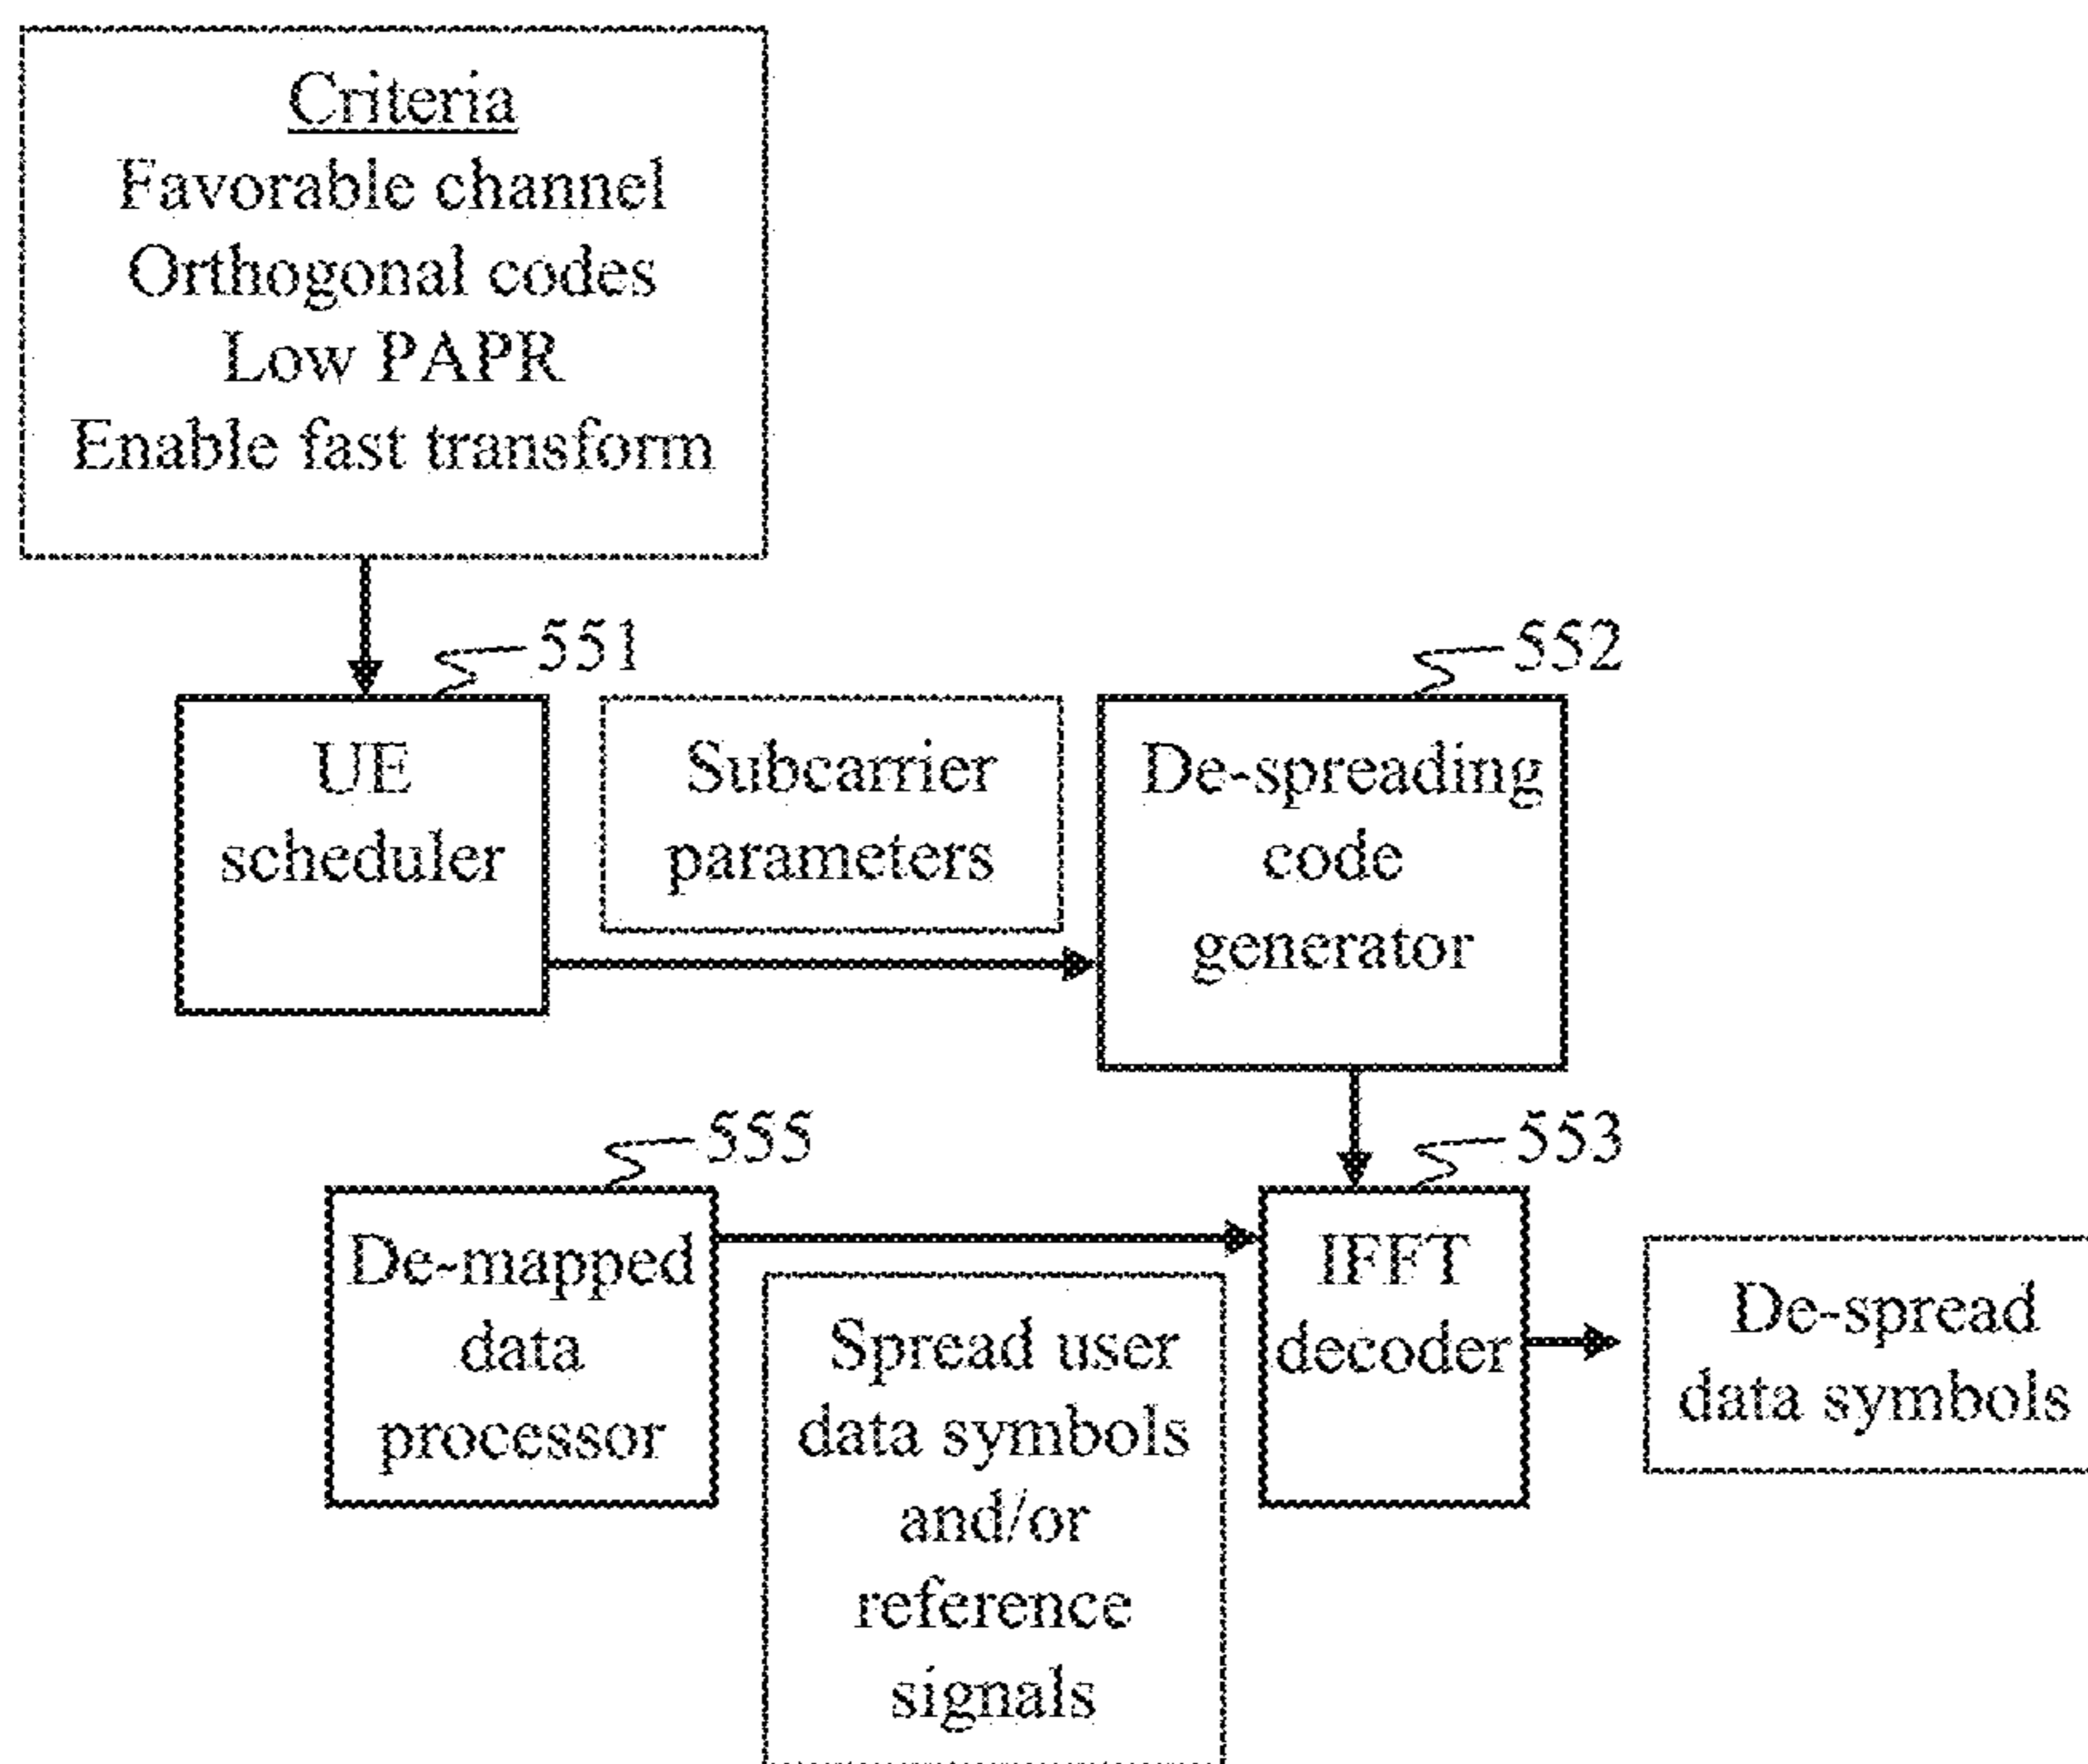 Criteria
Favorable channel
Orthogonal codes
Low PAPR
Enable fast transform
551
552
UE
scheduler
Subcarrier
parameters
De-spreading
code
generator
555
553
De-mapped
data
processor
Spread user
data symbols
and/or
reference
signals
IFFT
decoder
De-spread
data symbols